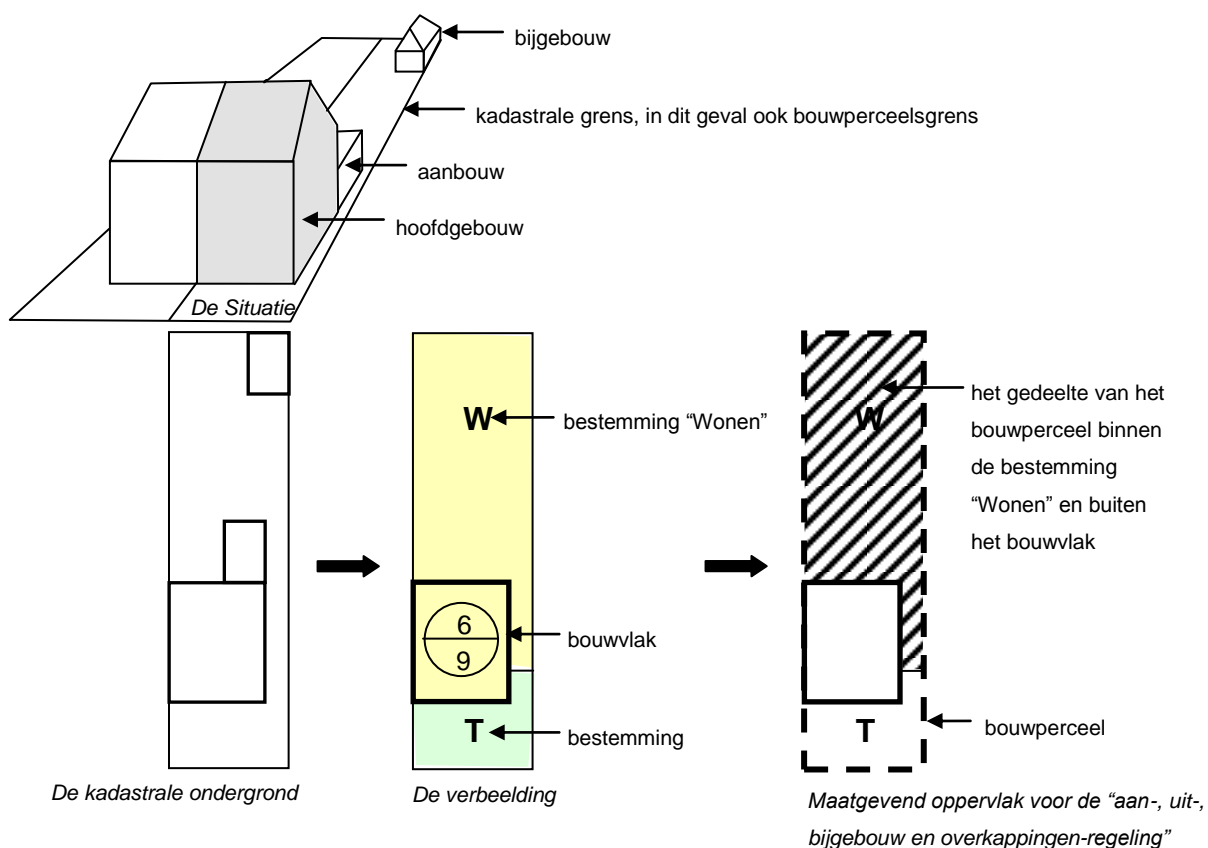 bijgebouw
kadastrale grens, in dit geval ook bouwperceelsgrens
aanbouw
hoofdgebouw
De Situatie
W
bestemming “Wonen”
6
9
bouwvlak
T
bestemming
W
het gedeelte van het
bouwperceel binnen
de bestemming
“Wonen” en buiten
het bouwvlak
T
bouwperceel
De kadastrale ondergrond
De verbeelding
Maatgevend oppervlak voor de “aan-, uit-,
bijgebouw en overkappingen-regeling”